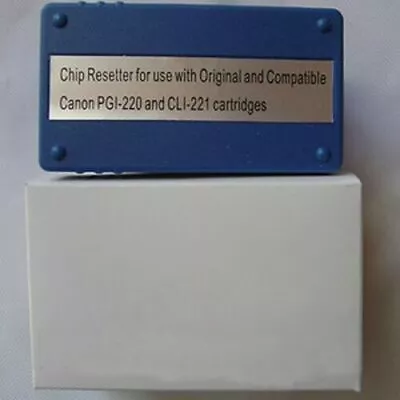 Chip Resetter for use with Original and Compatible
Canon PGI-220 and CLI-221 cartridges